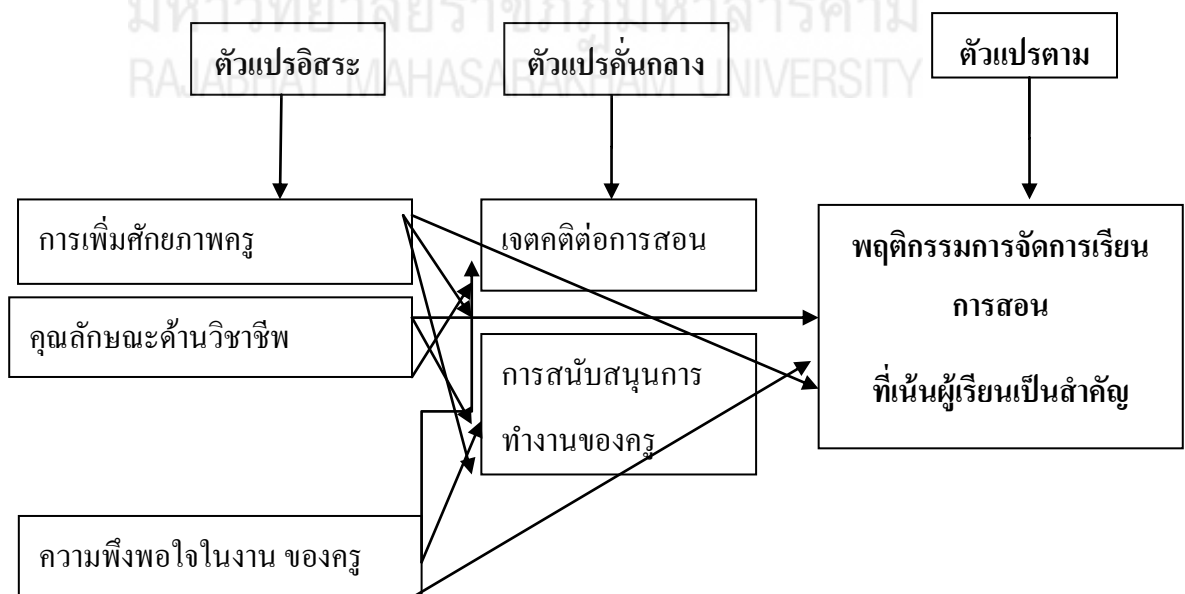 มหาวิทยาลัยราชภัฏมหาสารคาม
RAJABHAT MAHASARAKHAM UNIVERSITY
ตัวแปรอิสระ
ตัวแปรคั่นกลาง
ตัวแปรตาม
การเพิ่มศักยภาพครู
คุณลักษณะด้านวิชาชีพ
ความพึงพอใจในงาน ของครู
เจตคติต่อการสอน
การสนับสนุนการ
ทำงานของครู
พฤติกรรมการจัดการเรียน
การสอน
ที่เน้นผู้เรียนเป็นสำคัญ